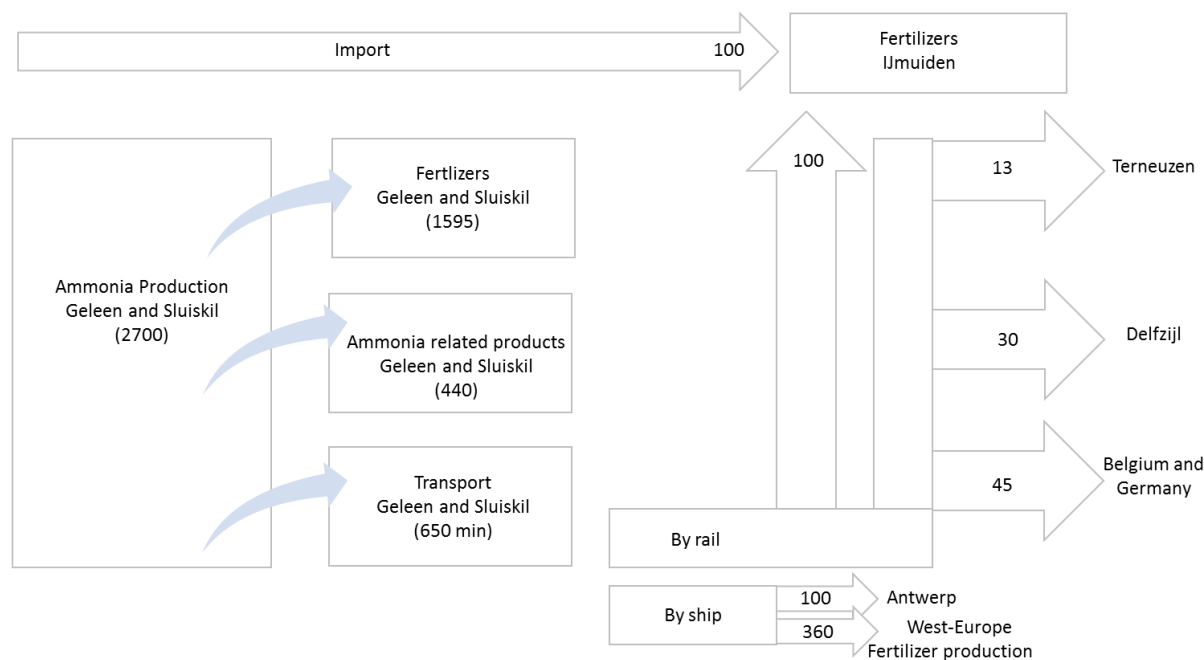 Import
100
Fertilizers
IJmuiden
Fertlizers
Geleen and Sluiskil
(1595)
Ammonia Production
Geleen and Sluiskil
(2700)
Ammonia related products
Geleen and Sluiskil
(440)
Transport
Geleen and Sluiskil
(650 min)
100
13
Terneuzen
30
Delfzijl
45
Belgium and
Germany
By rail
By ship
100
Antwerp
360
West-Europe
Fertilizer production